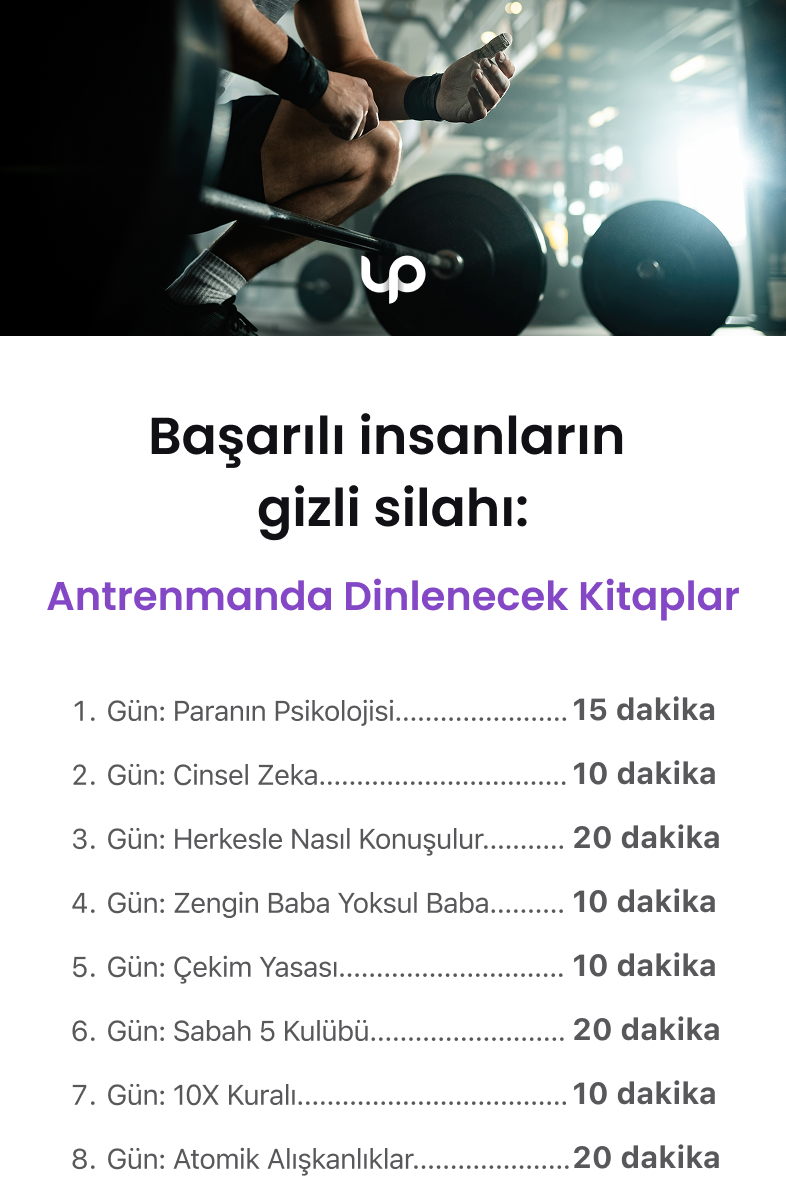 up
Başarılı insanların
gizli silahı:
Antrenmanda Dinlenecek Kitaplar
1. Gün: Paranın Psikolojisi..................... 15 dakika
2. Gün: Cinsel Zeka................................. 10 dakika
3. Gün: Herkesle Nasıl Konuşulur........... 20 dakika
4. Gün: Zengin Baba Yoksul Baba.......... 10 dakika
5. Gün: Çekim Yasası.............................. 10 dakika
6. Gün: Sabah 5 Kulübü.......................... 20 dakika
7. Gün: 10X Kuralı.................................... 10 dakika
8. Gün: Atomik Alışkanlıklar..................... 20 dakika